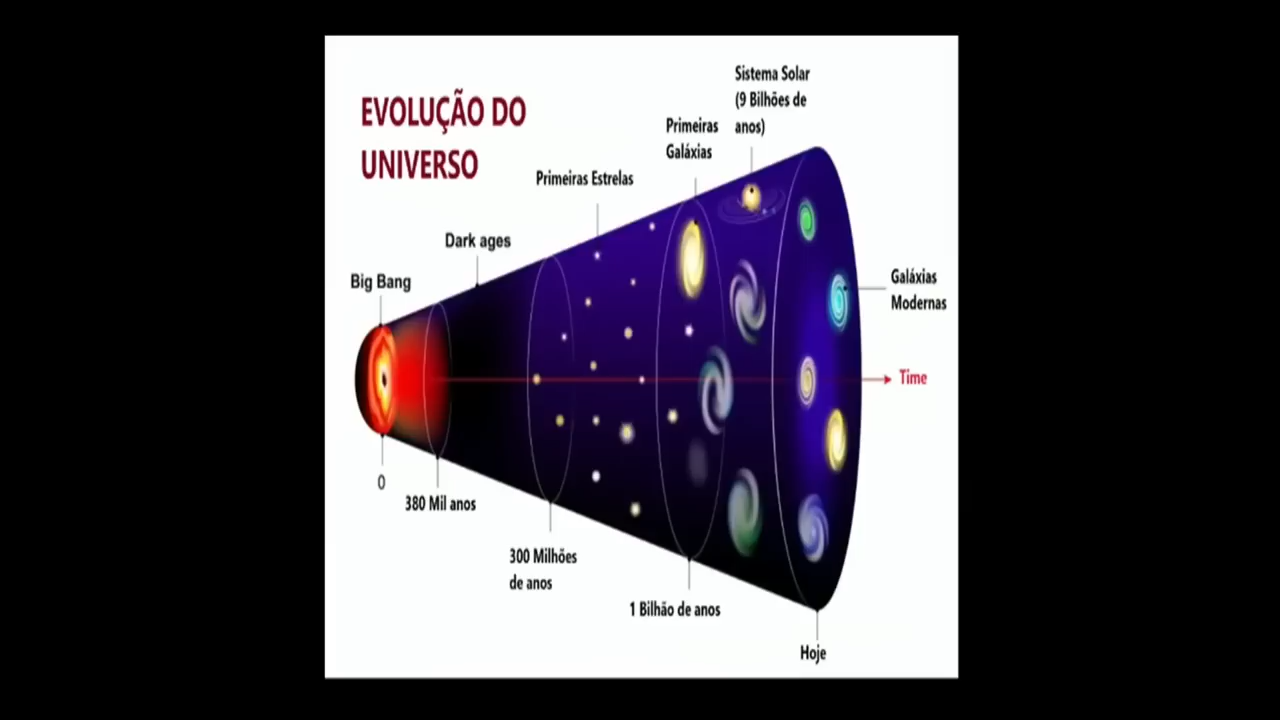 EVOLUÇÃO DO
UNIVERSO
Sistema Solar
(9 Bilhões de
anos)
Primeiras
Galáxias
Primeiras Estrelas
Dark ages
Big Bang
Galáxias
Modernas
Time
0
380 Mil anos
300 Milhões
de anos
1 Bilhão de anos
Hoje